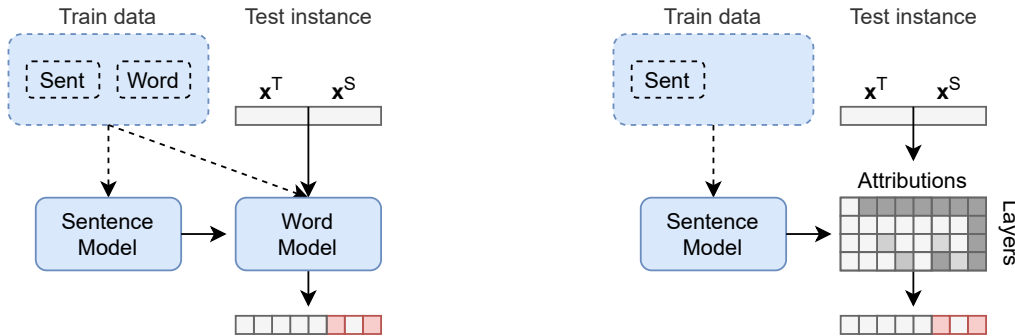 Train data
Test instance
Sent
Word
x^T
x^S
Sentence
Model
Word
Model
Train data
Test instance
Sent
x^T
x^S
Attributions
Sentence
Model
Layers